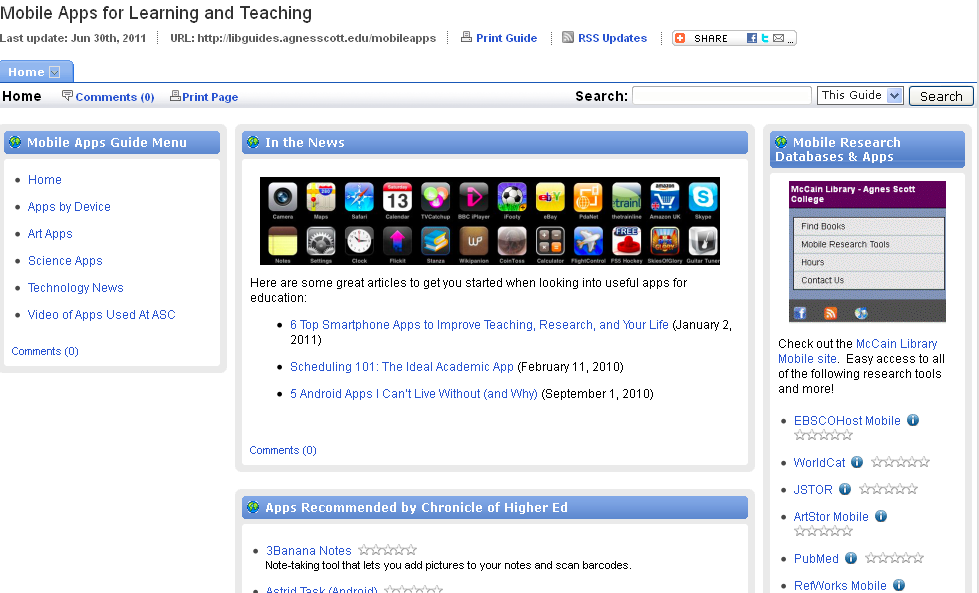 Mobile Apps for Learning and Teaching
Last update: Jun 30th, 2011 URL: http://libguides.agnesscott.edu/mobileapps Print Guide RSS Updates SHARE ...
Home
Home Comments (0) Print Page Search: This Guide Search
Mobile Apps Guide Menu
Home
Apps by Device
Art Apps
Science Apps
Technology News
Video of Apps Used At ASC
Comments (0)
In the News
Camera Maps Safari Calendar TVCatchup BBC iPlayer iFooty eBay PdaNet thetrainline Amazon UK Skype
Notes Settings Clock Flickit Stanza Wikipanion CoinToss Calculator FlightControl FSS Hockey SkiesOfGlory Guitar Tuner
Here are some great articles to get you started when looking into useful apps for
education:
6 Top Smartphone Apps to Improve Teaching, Research, and Your Life (January 2,
2011)
Scheduling 101: The Ideal Academic App (February 11, 2010)
5 Android Apps I Can't Live Without (and Why) (September 1, 2010)
Comments (0)
Apps Recommended by Chronicle of Higher Ed
3Banana Notes
Note-taking tool that lets you add pictures to your notes and scan barcodes.
Astrid Task (Android)
Mobile Research
Databases & Apps
McCain Library - Agnes Scott
College
Find Books
Mobile Research Tools
Hours
Contact Us
Check out the McCain Library
Mobile site. Easy access to all
of the following research tools
and more!
EBSCOHost Mobile
WorldCat
JSTOR
ArtStor Mobile
PubMed
RefWorks Mobile